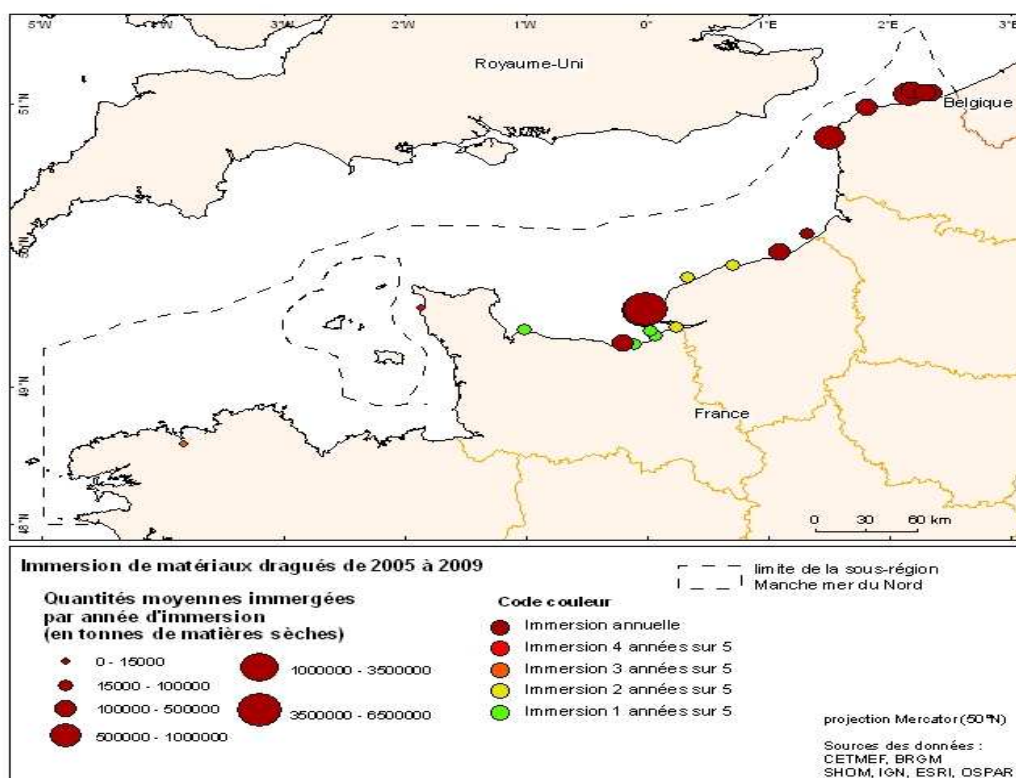 5°W
4°W
3°W
2°W
1°W
0°
1°E
2°E
3°E
Royaume-Uni
51°N
Belgique
50°N
49°N
France
48°N
0 30 60 km
Immersion de matériaux dragués de 2005 à 2009
Quantités moyennes immergées
par année d'immersion
(en tonnes de matières sèches)
0 - 15000
15000 - 100000
100000 - 500000
500000 - 1000000
1000000 - 3500000
3500000 - 6500000
Code couleur
Immersion annuelle
Immersion 4 années sur 5
Immersion 3 années sur 5
Immersion 2 années sur 5
Immersion 1 années sur 5
limite de la sous-région
Manche mer du Nord
projection Mercator (50°N)
Sources des données :
CETMEF, BRGM
SHOM, IGN, ESRI, OSPAR